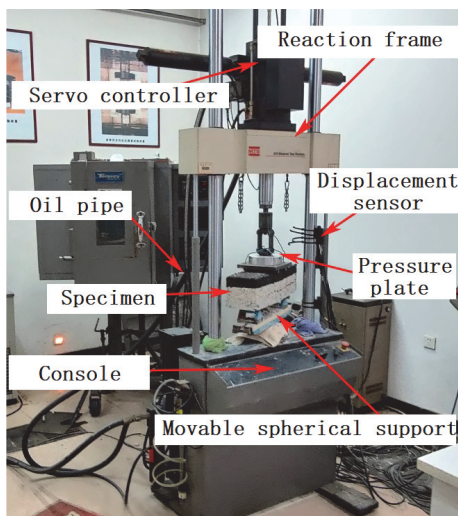 Reaction frame
Servo controller
Displacement
sensor
Oil pipe
Pressure
plate
Specimen
Console
Movable spherical support